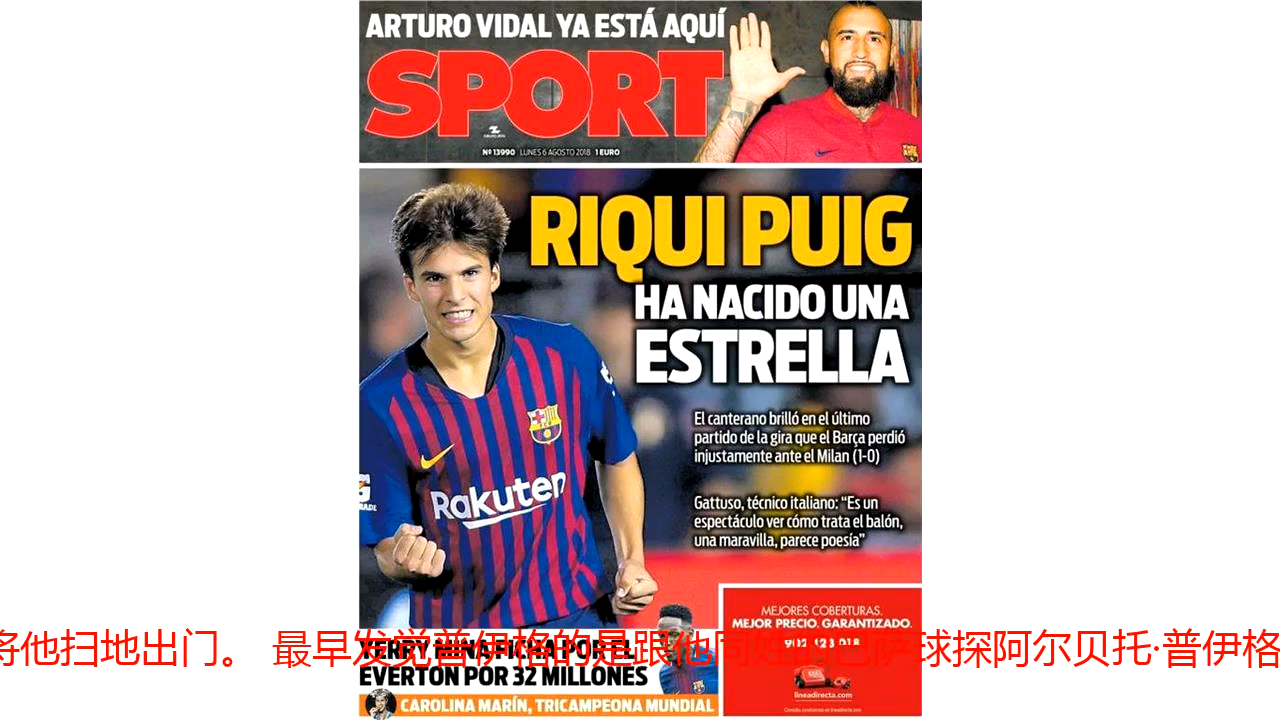 ARTURO VIDAL YA ESTÁ AQUÍ
SPORT
Nº 13990 LUNES 6 AGOSTO 2018 1 EURO
RIQUI PUIG
HA NACIDO UNA
ESTRELLA
El canterano brilló en el último
partido de la gira que el Barça perdió
injustamente ante el Milan (1-0)
Gattuso, técnico italiano: “Es un
espectáculo ver cómo trata el balón,
una maravilla, parece poesía”
Rakuten
MEJORES COBERTURAS.
MEJOR PRECIO. GARANTIZADO.
将他扫地出门。 最早发觉普伊格的是跟他同姓的巴萨球探阿尔贝托·普伊格
YERRY MINA FICHA POR EL
EVERTON POR 32 MILLONES
lineadirecta.com
CAROLINA MARÍN, TRICAMPEONA MUNDIAL